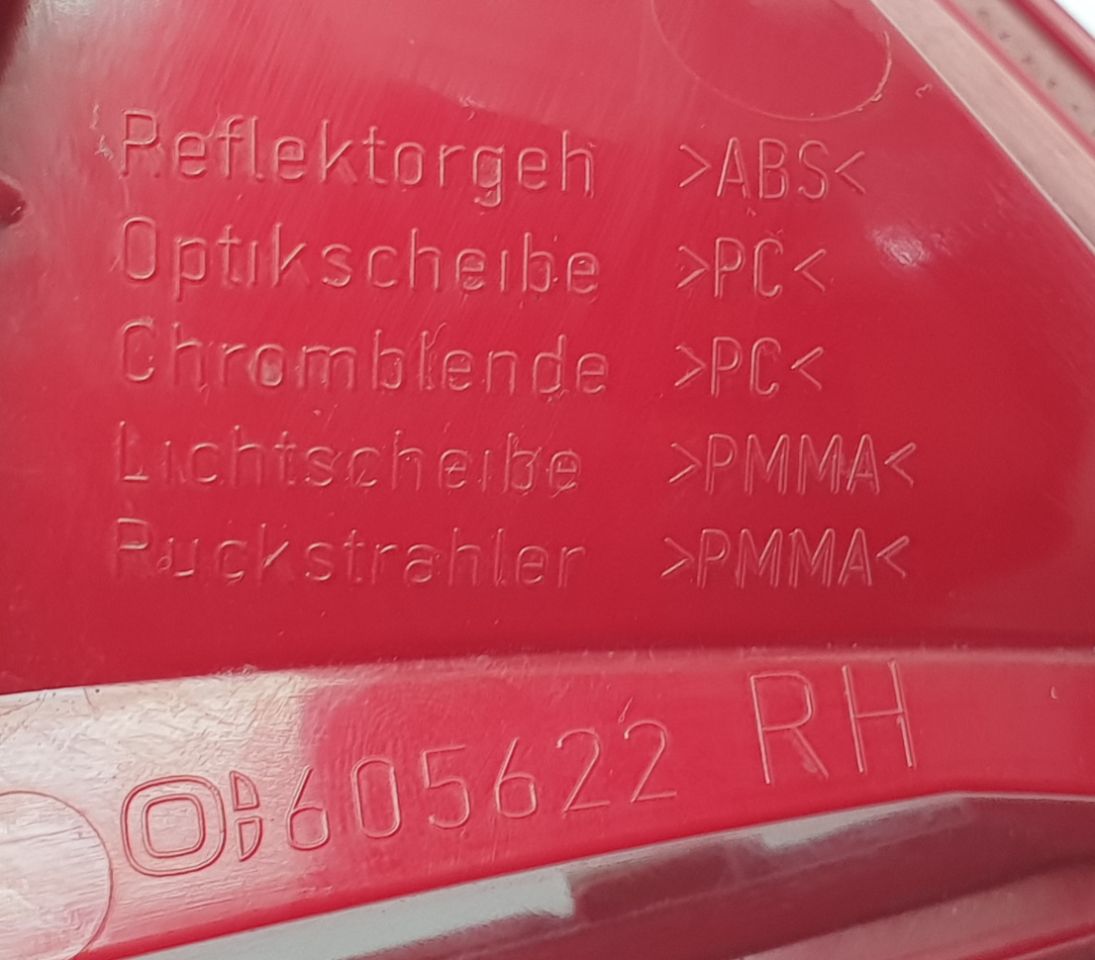 Reflektorgeh >ABS<
Optikscheibe >PC<
Chromblende >PC<
Lichtscheibe >PMMA<
Ruckstrahler >PMMA<
605622 RH